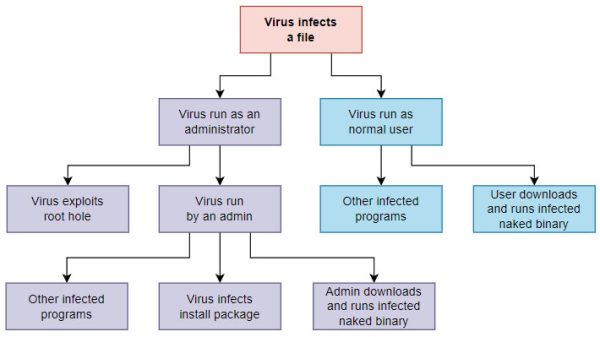 Virus infects
a file
Virus run as an
administrator
Virus run as
normal user
Virus exploits
root hole
Virus run
by an admin
Other infected
programs
User downloads
and runs infected
naked binary
Other infected
programs
Virus infects
install package
Admin downloads
and runs infected
naked binary